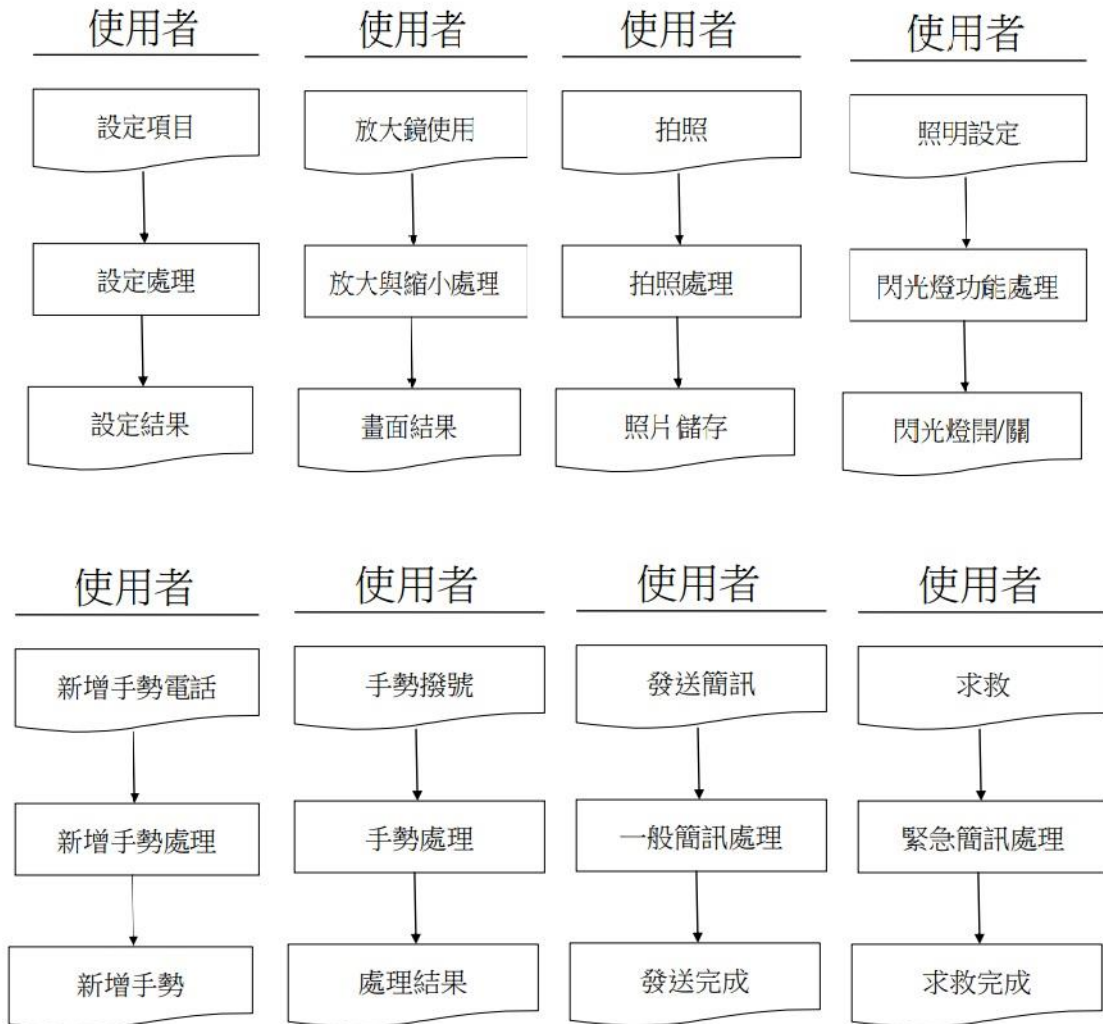 使用者
使用者
使用者
使用者
設定項目
放大鏡使用
拍照
照明設定
設定處理
放大與縮小處理
拍照處理
閃光燈功能處理
設定結果
畫面結果
照片儲存
閃光燈開/關
使用者
使用者
使用者
使用者
新增手勢電話
手勢撥號
發送簡訊
求救
新增手勢處理
手勢處理
一般簡訊處理
緊急簡訊處理
新增手勢
處理結果
發送完成
求救完成